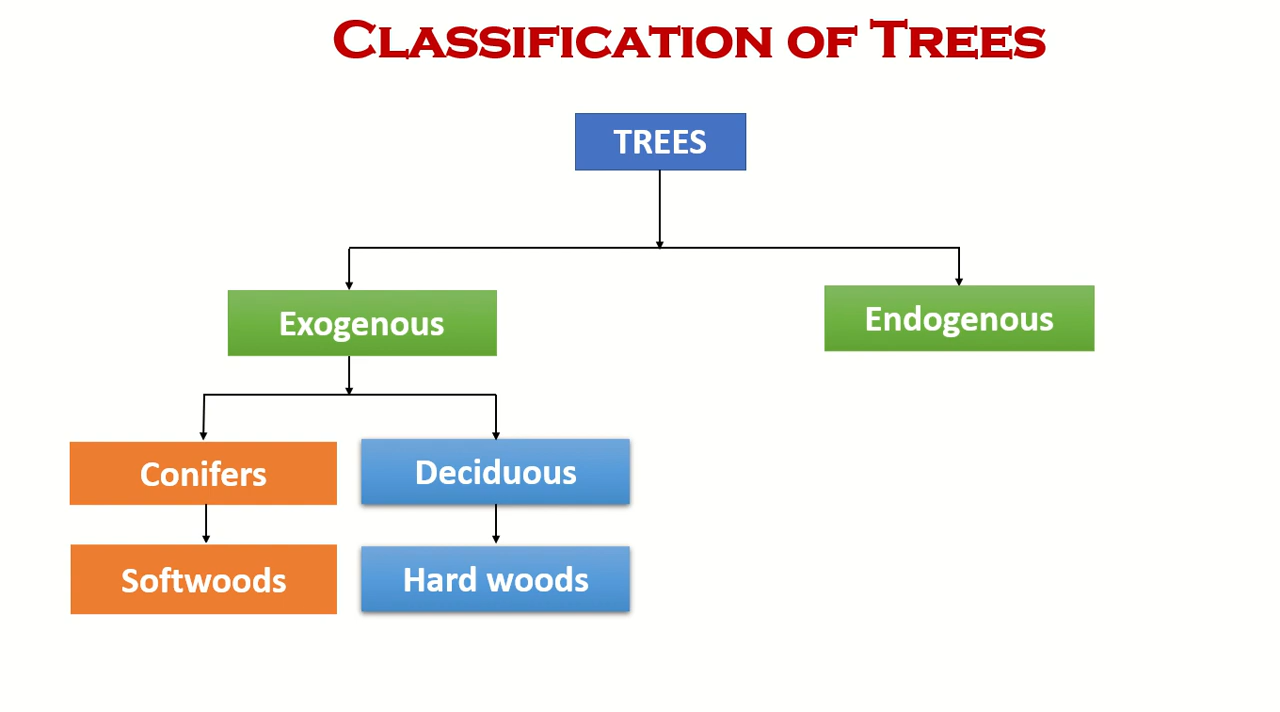 Classification of Trees
TREES
Exogenous
Endogenous
Conifers
Deciduous
Softwoods
Hard woods